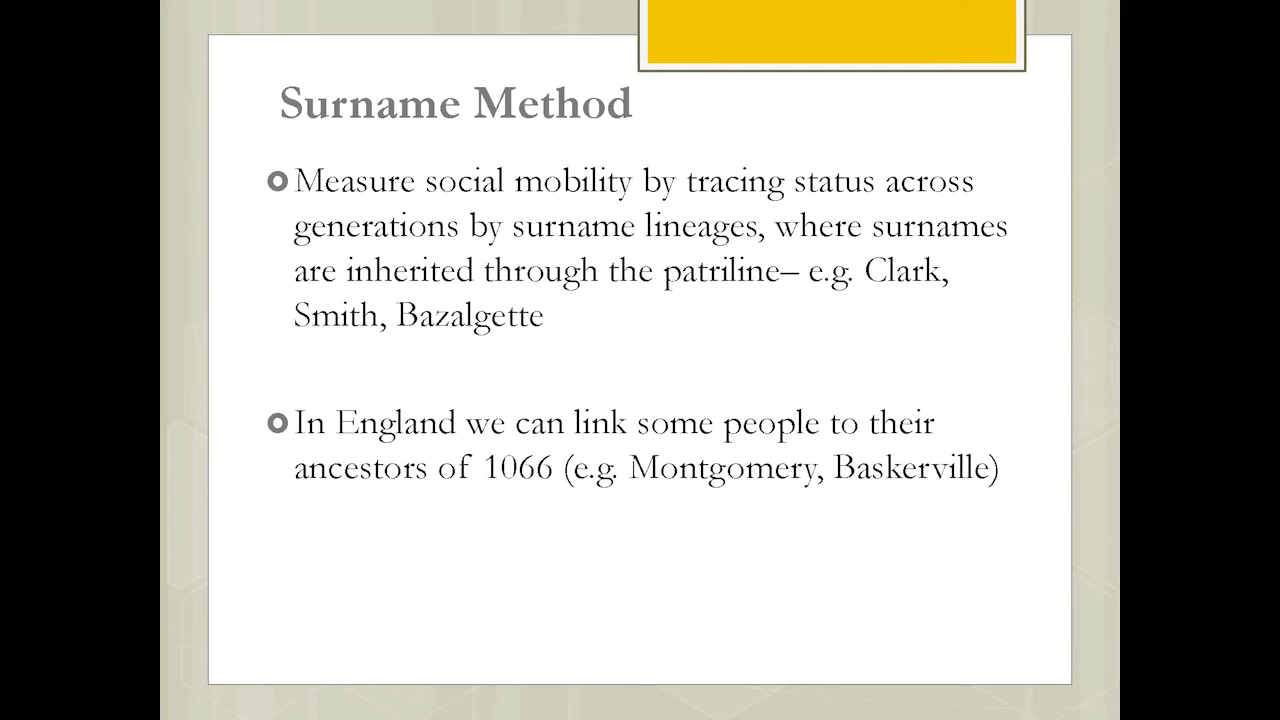 Surname Method
Measure social mobility by tracing status across
generations by surname lineages, where surnames
are inherited through the patriline– e.g. Clark,
Smith, Bazalgette
In England we can link some people to their
ancestors of 1066 (e.g. Montgomery, Baskerville)